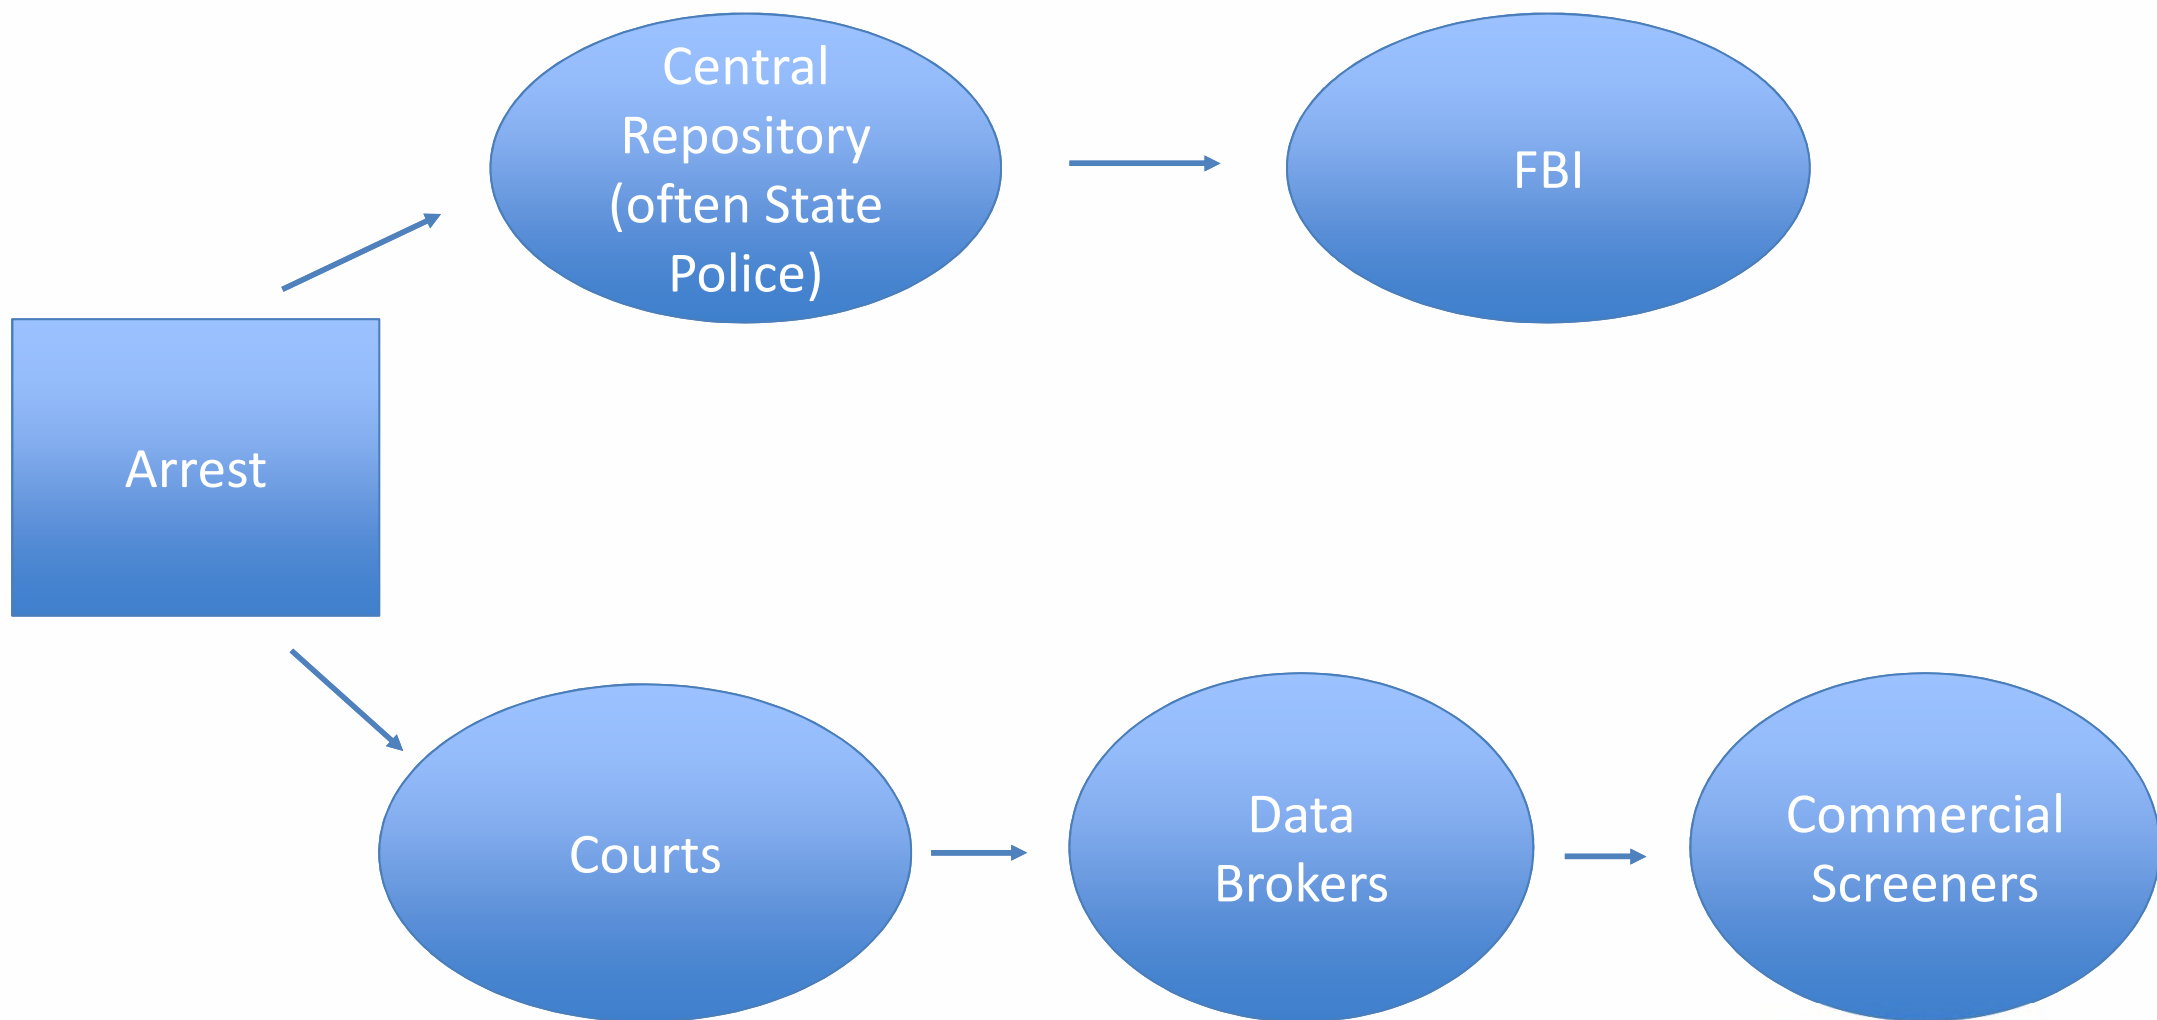 Central
Repository
(often State
Police)
FBI
Arrest
Courts
Data
Brokers
Commercial
Screeners